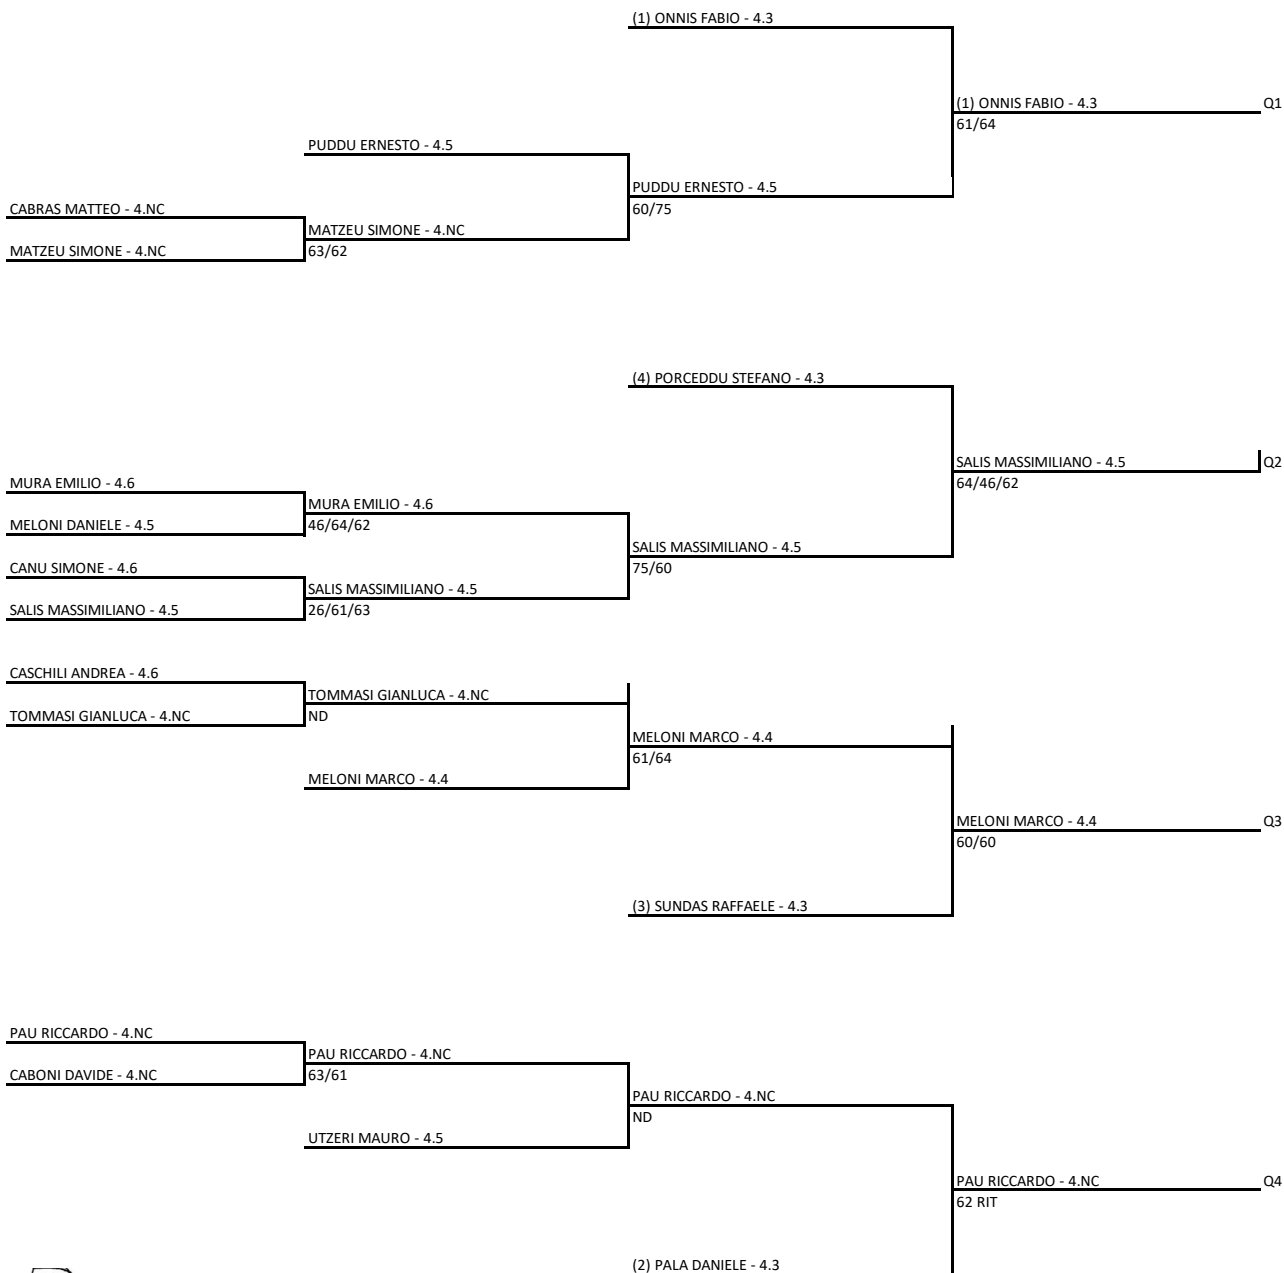 (1) ONNIS FABIO - 4.3
(1) ONNIS FABIO - 4.3 Q1
61/64
PUDDU ERNESTO - 4.5
PUDDU ERNESTO - 4.5
60/75
CABRAS MATTEO - 4.NC
MATZEU SIMONE - 4.NC
MATZEU SIMONE - 4.NC
63/62
(4) PORCEDDU STEFANO - 4.3
SALIS MASSIMILIANO - 4.5 Q2
64/46/62
MURA EMILIO - 4.6
MURA EMILIO - 4.6
MELONI DANIELE - 4.5
46/64/62
SALIS MASSIMILIANO - 4.5
75/60
CANU SIMONE - 4.6
SALIS MASSIMILIANO - 4.5
SALIS MASSIMILIANO - 4.5
26/61/63
CASCHILI ANDREA - 4.6
TOMMASI GIANLUCA - 4.NC
TOMMASI GIANLUCA - 4.NC
ND
MELONI MARCO - 4.4
61/64
MELONI MARCO - 4.4
MELONI MARCO - 4.4 Q3
60/60
(3) SUNDAS RAFFAELE - 4.3
PAU RICCARDO - 4.NC
PAU RICCARDO - 4.NC
CABONI DAVIDE - 4.NC
63/61
PAU RICCARDO - 4.NC
ND
UTZERI MAURO - 4.5
PAU RICCARDO - 4.NC Q4
62 RIT
(2) PALA DANIELE - 4.3